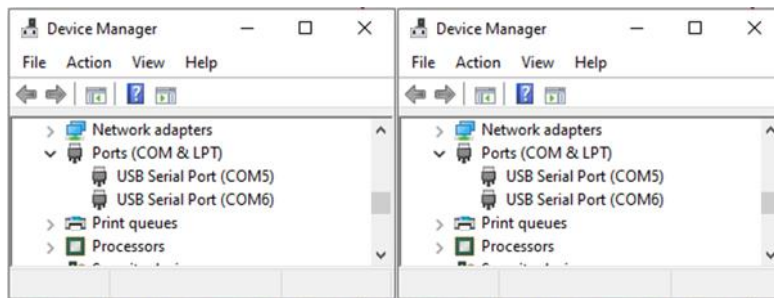 Device Manager
File Action View Help
Network adapters
Ports (COM & LPT)
USB Serial Port (COM5)
USB Serial Port (COM6)
Print queues
Processors
Device Manager
File Action View Help
Network adapters
Ports (COM & LPT)
USB Serial Port (COM5)
USB Serial Port (COM6)
Print queues
Processors